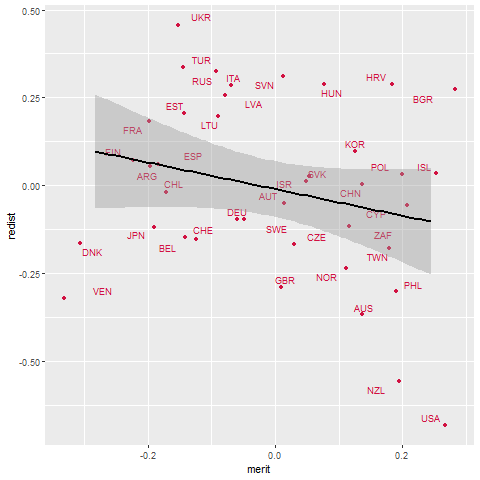 0.50
0.25
0.00
-0.25
-0.50
redist
UKR
TUR
RUS
ITA
SVN
HUN
HRV
BGR
EST
LVA
LTU
FRA
KOR
FIN
ESP
ARG
CHL
ISR
SVK
POL
ISL
AUT
CHN
DEU
CYP
JPN
CHE
SWE
CZE
ZAF
BEL
DNK
TWN
VEN
GBR
NOR
PHL
AUS
NZL
USA
-0.2
0.0
0.2
merit